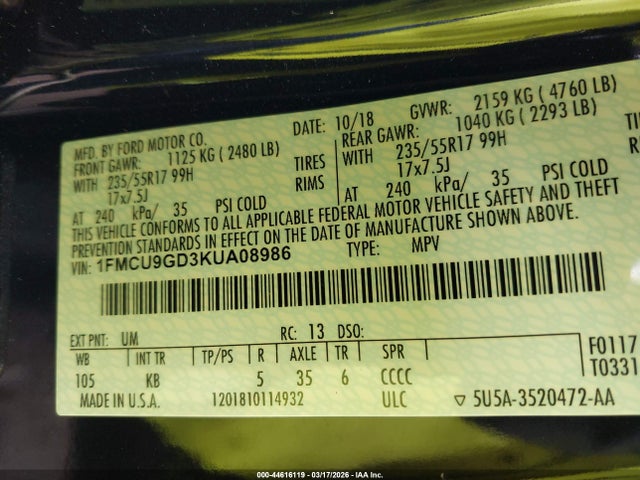 MFD. BY FORD MOTOR CO. DATE: 10/18 GVWR: 2159 KG ( 4760 LB)
FRONT GAWR: 1125 KG ( 2480 LB) REAR GAWR: 1040 KG ( 2293 LB)
WITH 235/55R17 99H TIRES WITH 235/55R17 99H
17x7.5J RIMS 17x7.5J
AT 240 kPa/ 35 PSI COLD AT 240 kPa/ 35 PSI COLD
THIS VEHICLE CONFORMS TO ALL APPLICABLE FEDERAL MOTOR VEHICLE SAFETY AND THEFT
PREVENTION STANDARDS IN EFFECT ON THE DATE OF MANUFACTURE SHOWN ABOVE.
VIN: 1FMCU9GD3KUA08986 TYPE: MPV
EXT PNT: UM RC: 13 DSO:
WB INT TR TP/PS R AXLE TR SPR F0117
105 KB 5 35 6 CCCC T0331
MADE IN U.S.A. 1201810114932 ULC ▽ 5U5A-3520472-AA
000-44616119 - 03/17/2026 - IAA Inc.